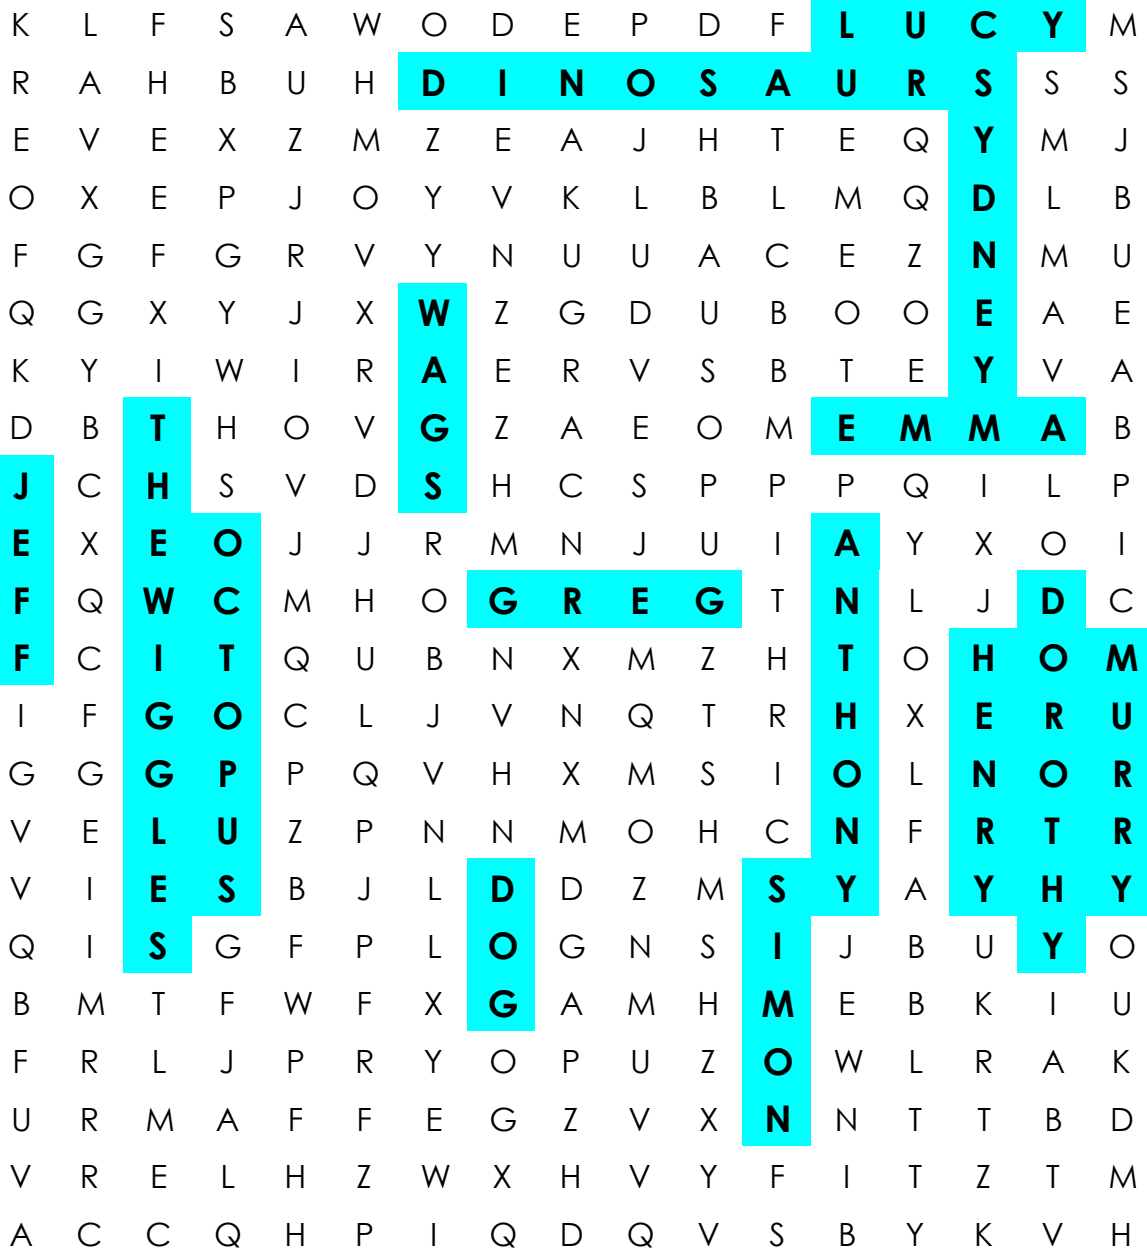 K L F S A W O D E P D F L U C Y M
R A H B U H D I N O S A U R S S S
E V E X Z M Z E A J H T E Q Y M J
O X E P J O Y V K L B L M Q D L B
F G F G R V Y N U U A C E Z N M U
Q G X Y J X W Z G D U B O O E A E
K Y I W I R A E R V S B T E Y V A
D B T H O V G Z A E O M E M M A B
J C H S V D S H C S P P P Q I L P
E X E O J J R M N J U I A Y X O I
F Q W C M H O G R E G T N L J D C
F C I T Q U B N X M Z H T O H O M
I F G O C L J V N Q T R H X E R U
G G G P P Q V H X M S I O L N O R
V E L U Z P N N M O H C N F R T R
V I E S B J L D D Z M S Y A Y H Y
Q I S G F P L O G N S I J B U Y O
B M T F W F X G A M H M E B K I U
F R L J P R Y O P U Z O W L R A K
U R M A F F E G Z V X N N T T B D
V R E L H Z W X H V Y F I T Z T M
A C C Q H P I Q D Q V S B Y K V H